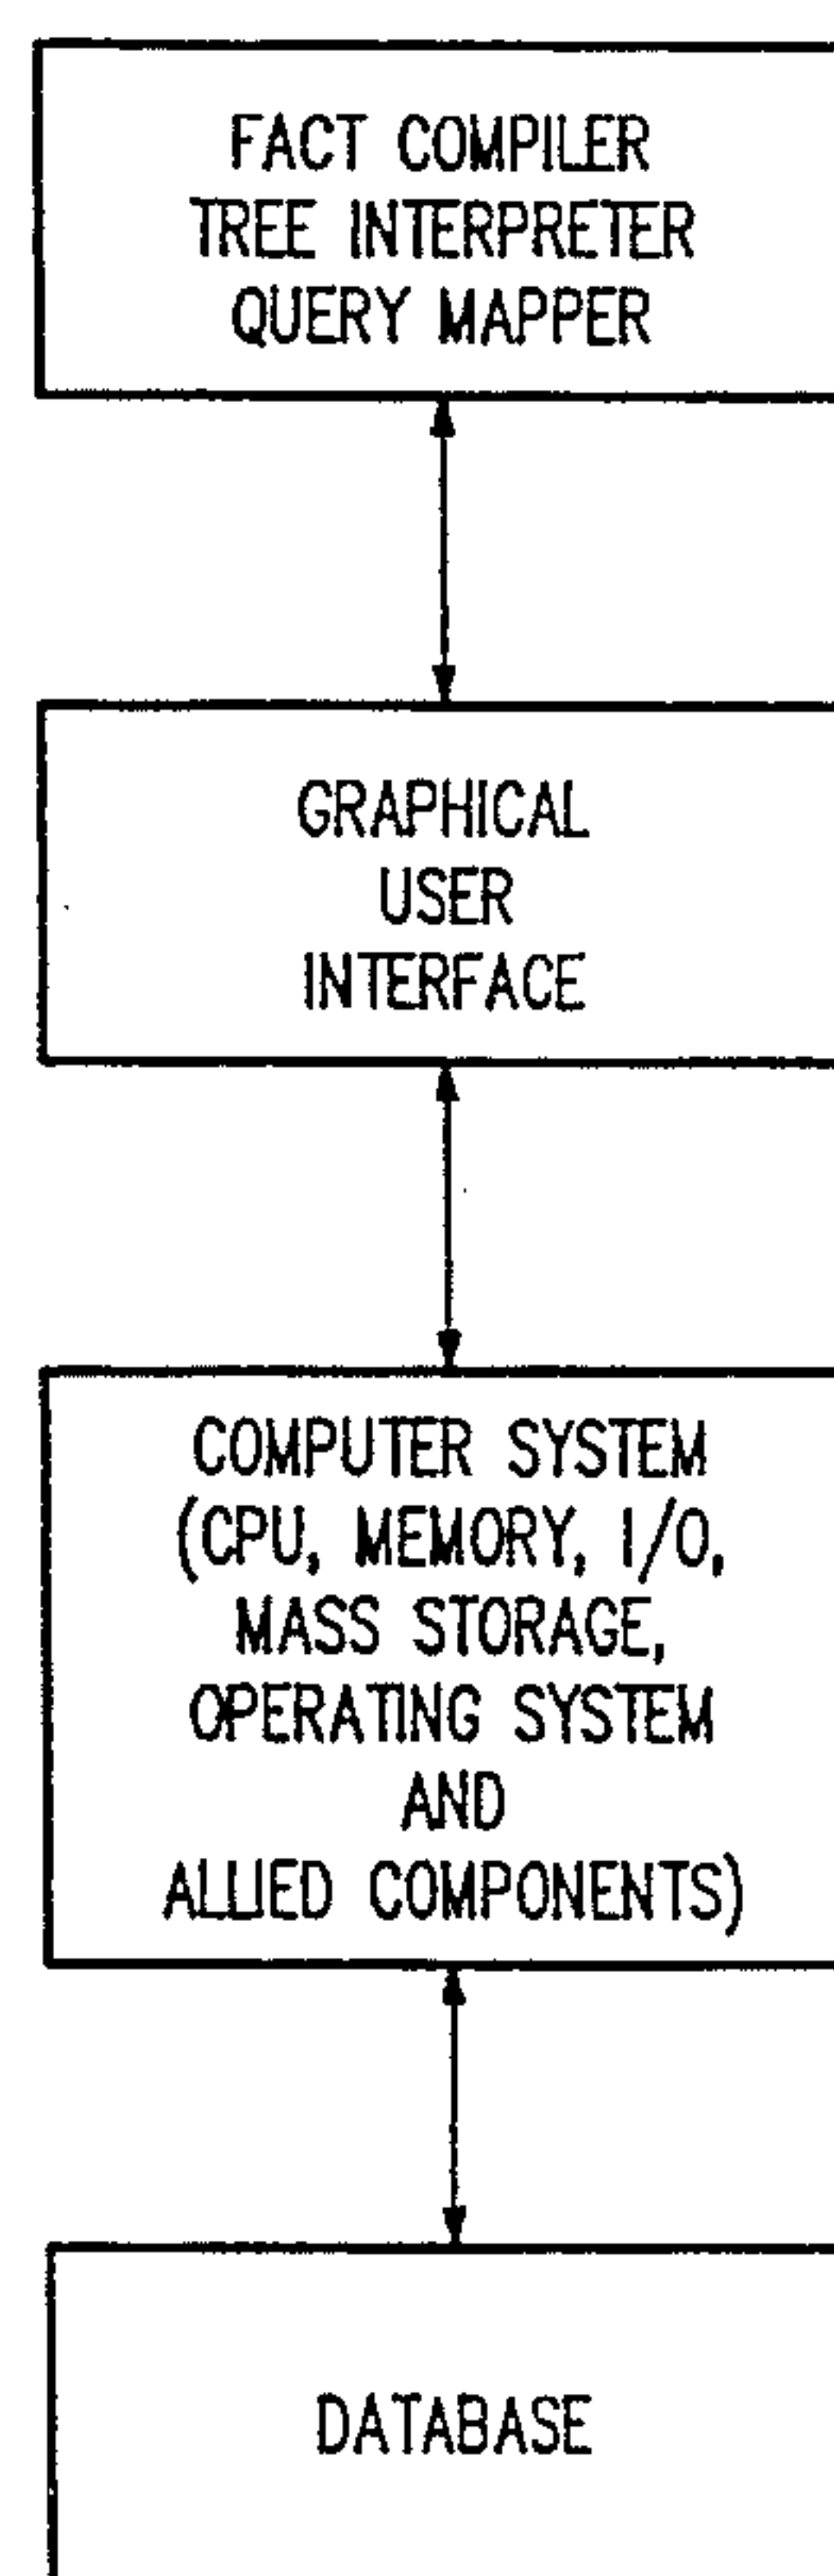 FACT COMPILER
TREE INTERPRETER
QUERY MAPPER
GRAPHICAL
USER
INTERFACE
COMPUTER SYSTEM
(CPU, MEMORY, I/O,
MASS STORAGE,
OPERATING SYSTEM
AND
ALLIED COMPONENTS)
DATABASE